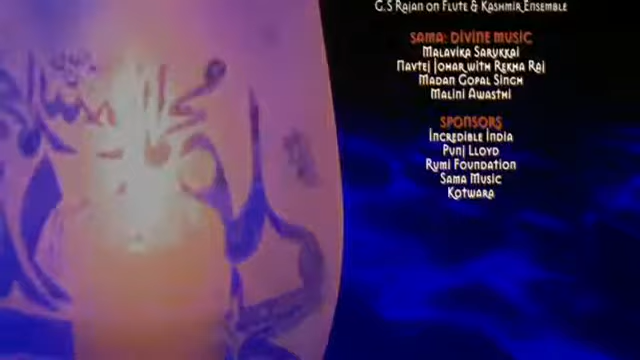 G.S Rajan on Flute & Kashmir Ensemble
SAMA: DIVINE MUSIC
Malavika Sarukkai
Navtej Johar with Rekha Raj
Madan Gopal Singh
Malini Awasthi
SPONSORS
Incredible India
Punj Lloyd
Rumi Foundation
Sama Music
Kotwara